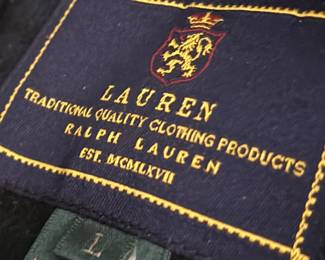 LAUREN
TRADITIONAL QUALITY CLOTHING PRODUCTS
RALPH LAUREN
EST. MCMLXVII
L